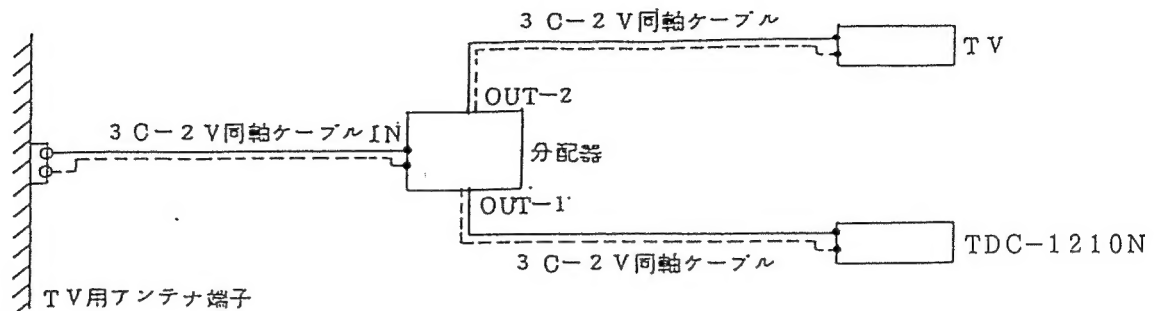 3C-2V同軸ケーブル
TV
OUT-2
3C-2V同軸ケーブル IN
分配器
OUT-1
TDC-1210N
3C-2V同軸ケーブル
TV用アンテナ端子